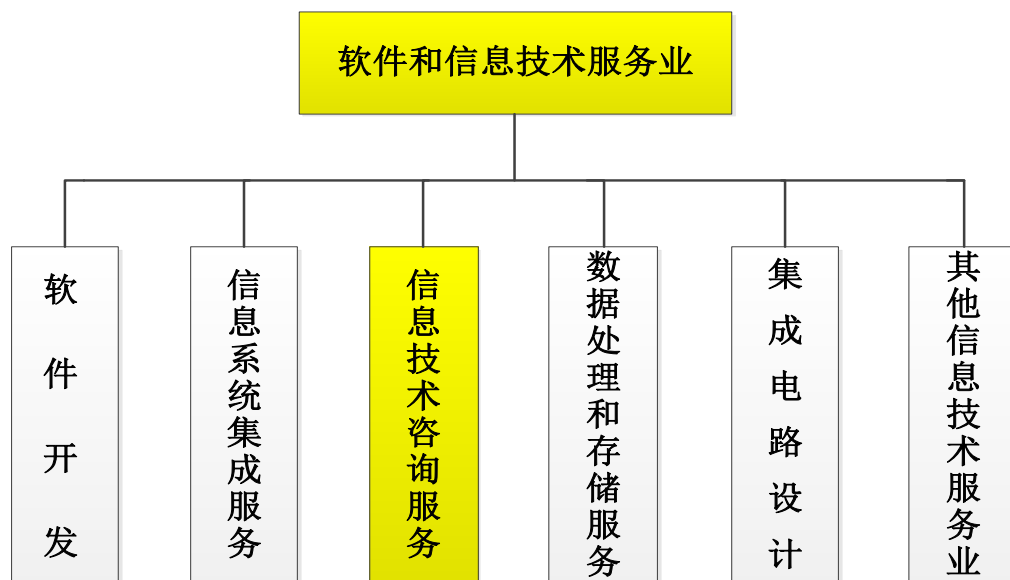 软件和信息技术服务业
软件开发
信息系统集成服务
信息技术咨询服务
数据处理和存储服务
集成电路设计
其他信息技术服务业